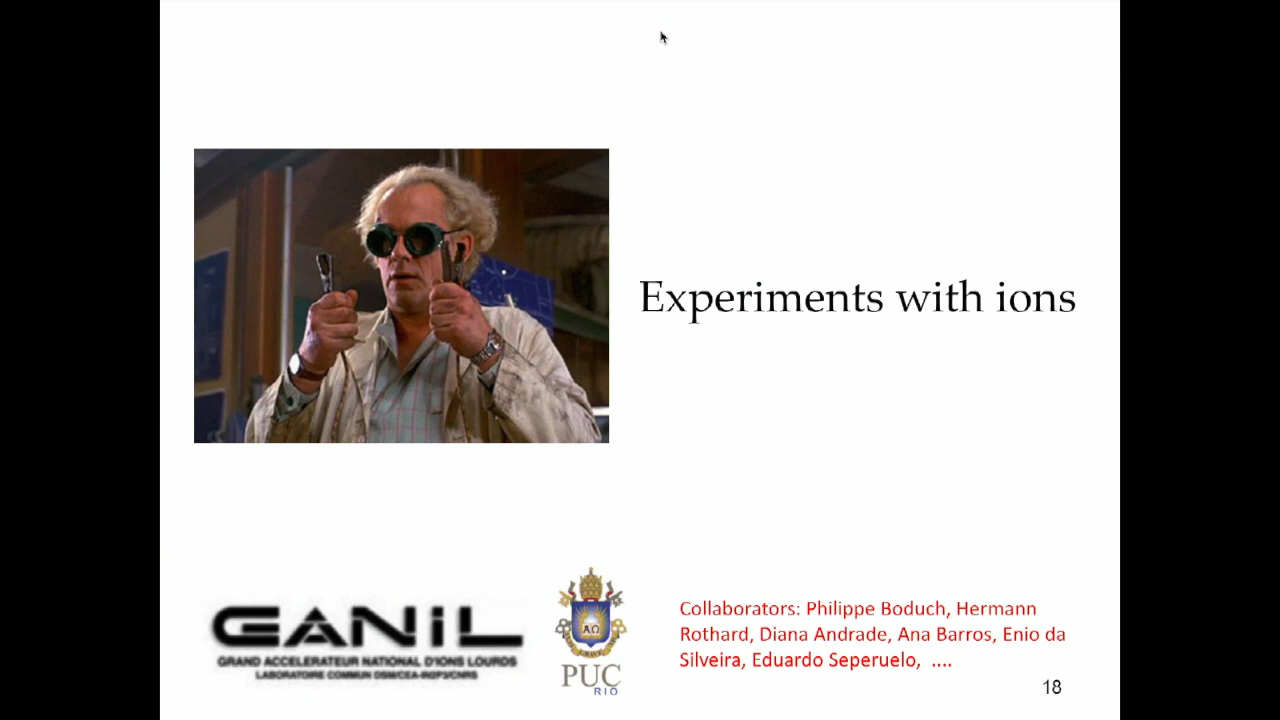 Experiments with ions
GANiL
GRAND ACCELERATEUR NATIONAL D'IONS LOURDS
LABORATOIRE COMMUN DSM/CEA-IN2P3/CNRS
ΑΩ
PUC
RIO
Collaborators: Philippe Boduch, Hermann
Rothard, Diana Andrade, Ana Barros, Enio da
Silveira, Eduardo Seperuelo, ....
18